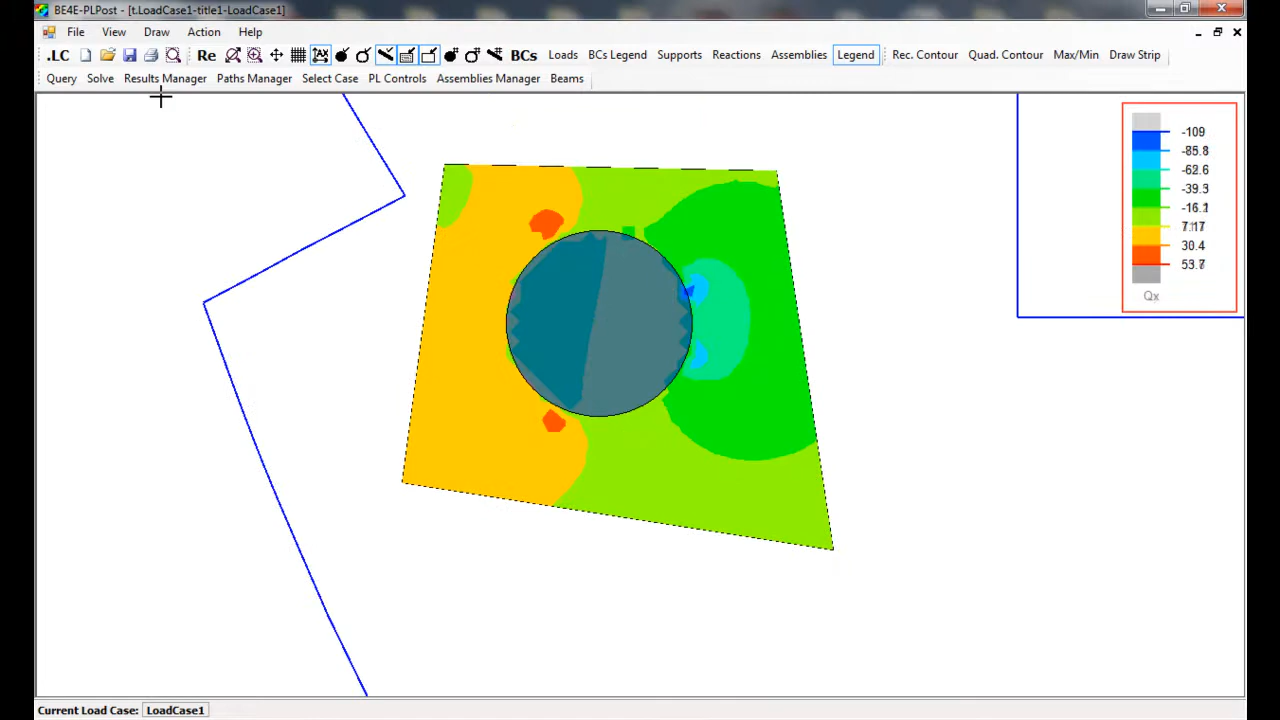 BE4E-PLPost - [t.LoadCase1-title1-LoadCase1]
File View Draw Action Help
.LC Re BCs Loads BCs Legend Supports Reactions Assemblies Legend Rec. Contour Quad. Contour Max/Min Draw Strip
Query Solve Results Manager Paths Manager Select Case PL Controls Assemblies Manager Beams
-109
-85.8
-62.6
-39.3
-16.1
7.17
30.4
53.7
Qx
Current Load Case: LoadCase1